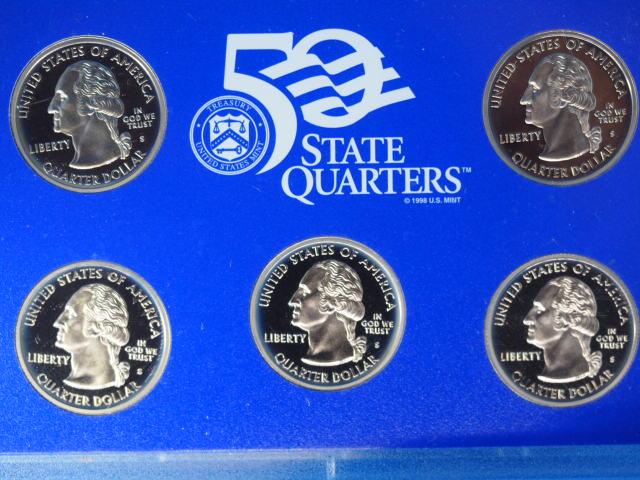 UNITED STATES OF AMERICA
IN
GOD WE
TRUST
LIBERTY
S
QUARTER DOLLAR
50
TREASURY
UNITED STATES MINT
STATE
QUARTERS™
© 1998 U.S. MINT
UNITED STATES OF AMERICA
IN
GOD WE
TRUST
LIBERTY
S
QUARTER DOLLAR
UNITED STATES OF AMERICA
IN
GOD WE
TRUST
LIBERTY
S
QUARTER DOLLAR
UNITED STATES OF AMERICA
IN
GOD WE
TRUST
LIBERTY
S
QUARTER DOLLAR
UNITED STATES OF AMERICA
IN
GOD WE
TRUST
LIBERTY
S
QUARTER DOLLAR